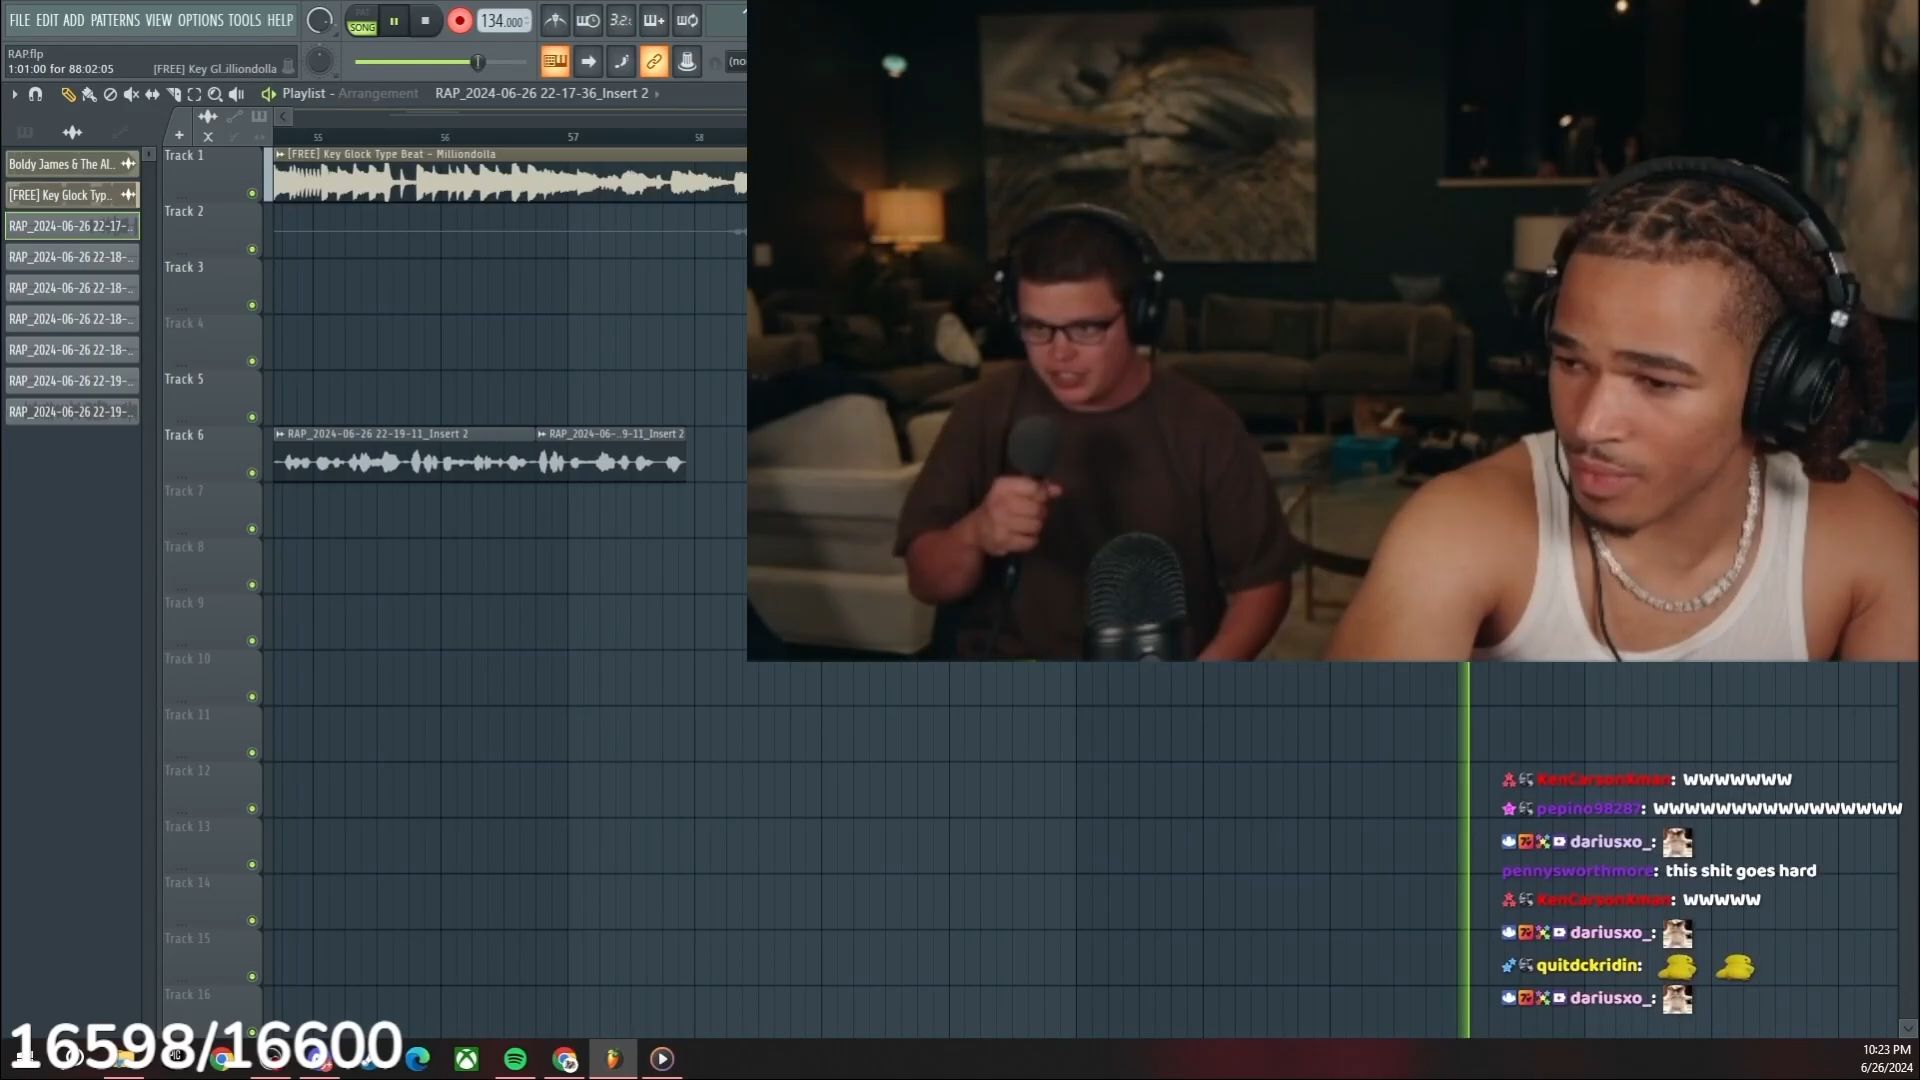 FILE EDIT ADD PATTERNS VIEW OPTIONS TOOLS HELP
PAT
SONG
134.000
3.2:
RAP.flp
1:01:00 for 88:02:05
[FREE] Key Gl..illiondolla
(no
Playlist - Arrangement
RAP_2024-06-26 22-17-36_Insert 2
55
56
57
58
Boldy James & The Al..
[FREE] Key Glock Typ..
RAP_2024-06-26 22-17-..
RAP_2024-06-26 22-18-..
RAP_2024-06-26 22-18-..
RAP_2024-06-26 22-18-..
RAP_2024-06-26 22-18-..
RAP_2024-06-26 22-19-..
RAP_2024-06-26 22-19-..
Track 1
[FREE] Key Glock Type Beat - Milliondolla
Track 2
Track 3
Track 4
Track 5
Track 6
RAP_2024-06-26 22-19-11_Insert 2
RAP_2024-06-..9-11_Insert 2
Track 7
Track 8
Track 9
Track 10
Track 11
Track 12
Track 13
Track 14
Track 15
Track 16
KenCarsonKman: WWWWWWW
pepino98287: WWWWWWWWWWWWWWWW
dariusxo_:
pennysworthmore: this shit goes hard
KenCarsonKman: WWWWW
dariusxo_:
quitdckridin:
dariusxo_:
16598/16600
10:23 PM
6/26/2024